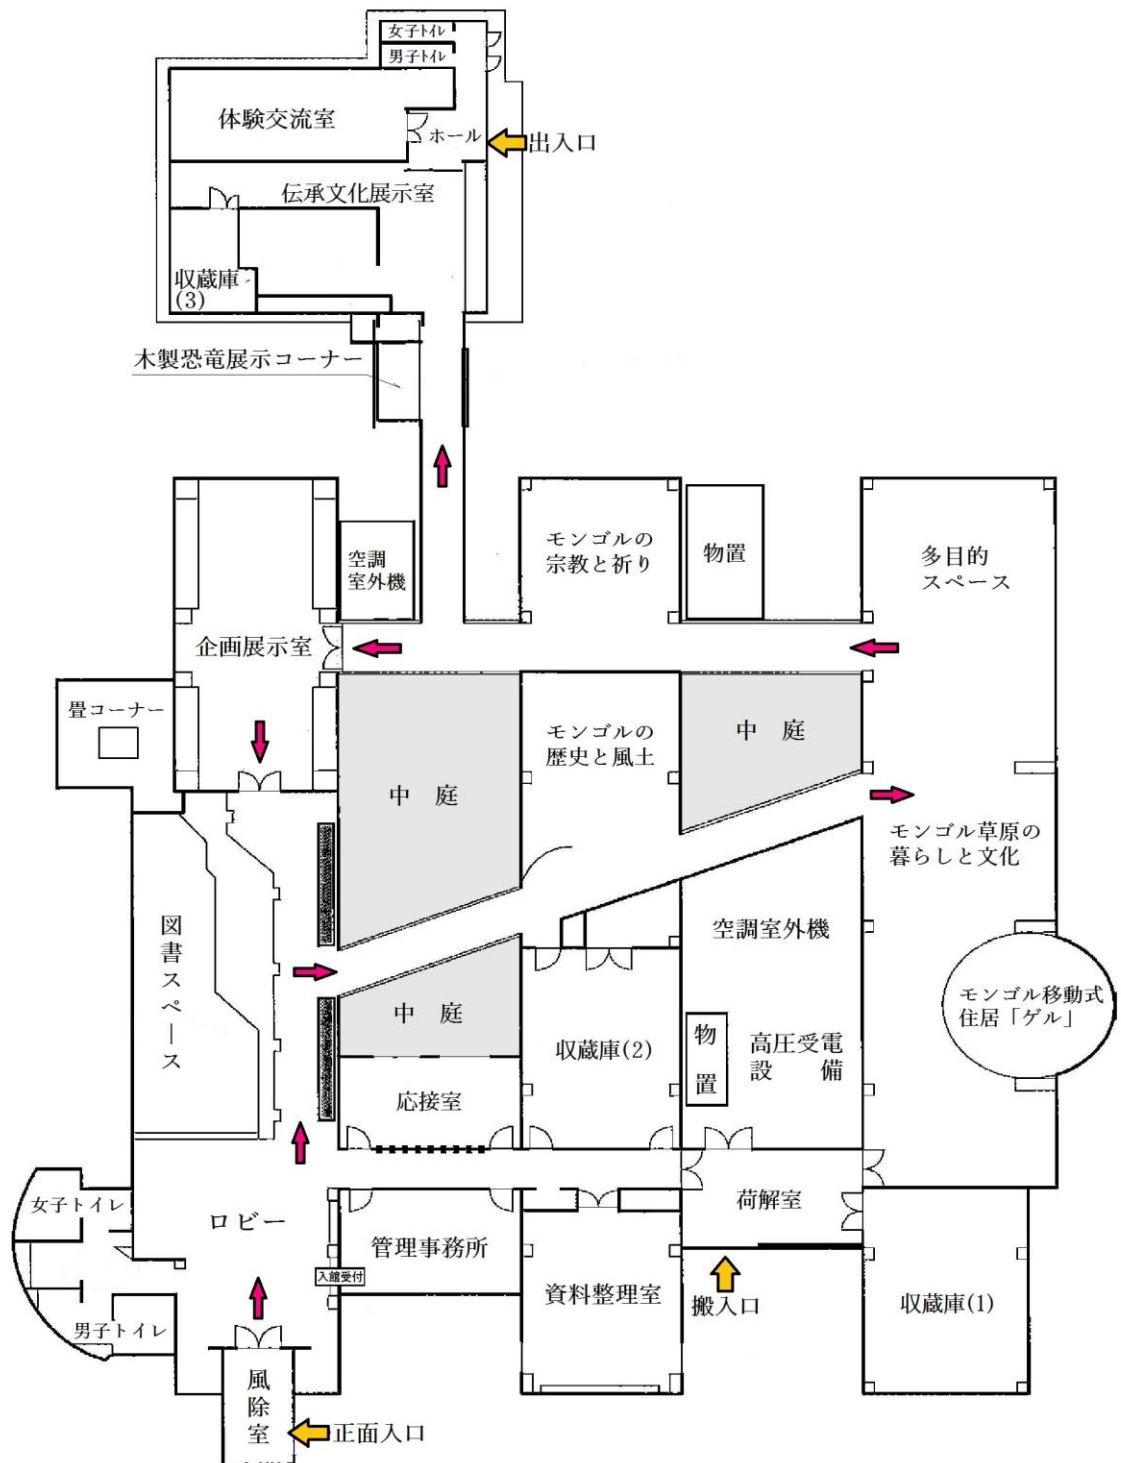 女子トイレ
男子トイレ
体験交流室
ホール
出入口
伝承文化展示室
収蔵庫
(3)
木製恐竜展示コーナー
空調
室外機
モンゴルの
宗教と祈り
物置
多目的
スペース
企画展示室
畳コーナー
中 庭
モンゴルの
歴史と風土
中 庭
モンゴル草原の
暮らしと文化
図書スペース
空調室外機
モンゴル移動式
住居「ゲル」
中 庭
収蔵庫(2)
物置
高圧受電
設 備
応接室
女子トイレ
ロビー
荷解室
管理事務所
入館受付
資料整理室
搬入口
収蔵庫(1)
男子トイレ
風除室
正面入口